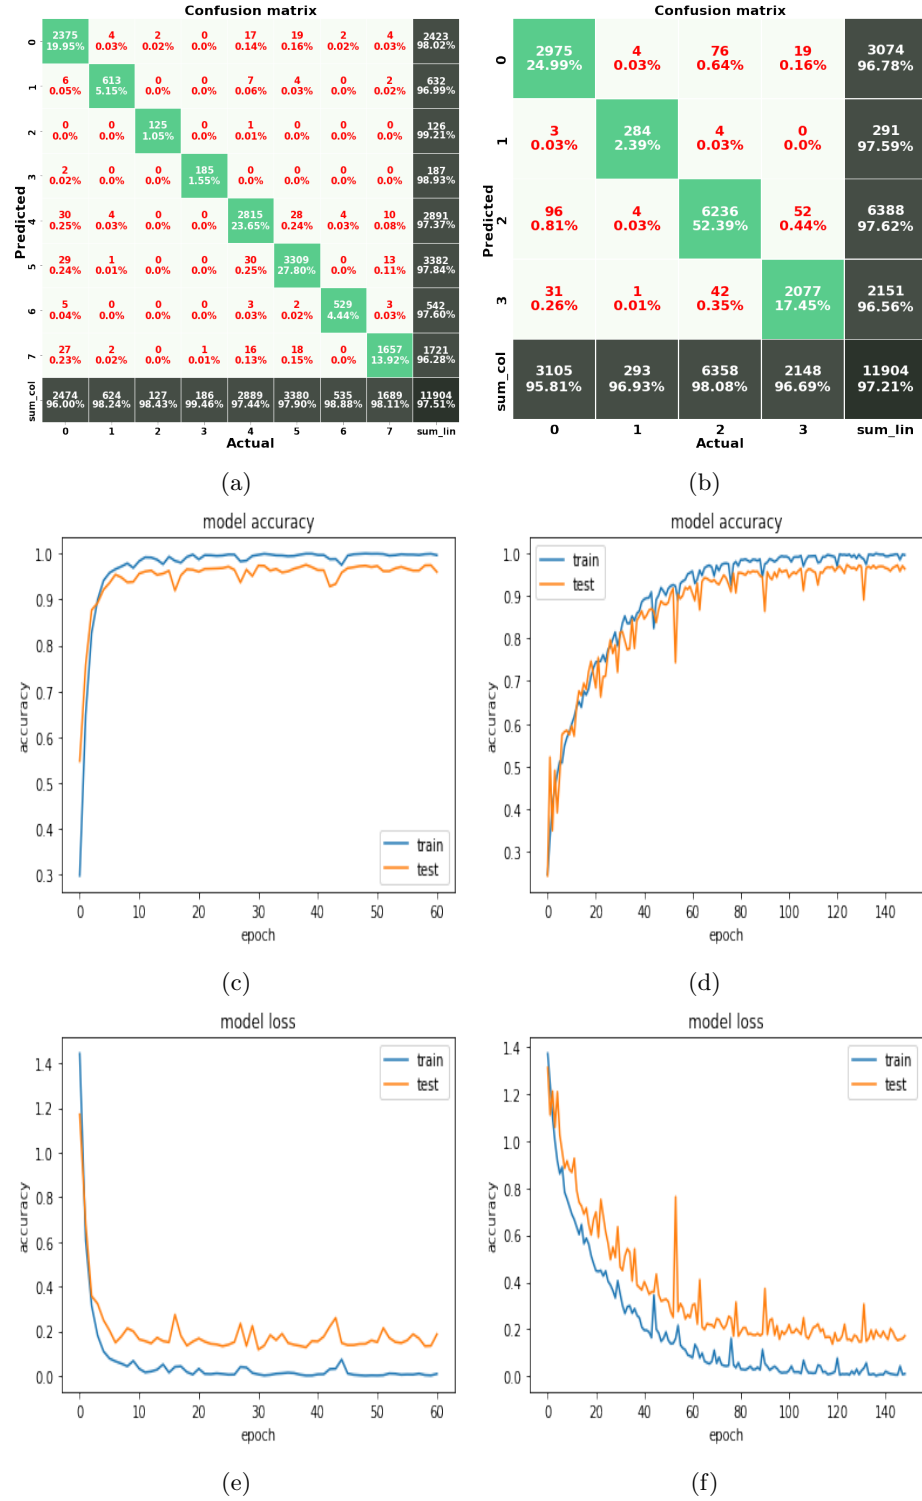 Confusion matrix
0 2375 4 2 0 17 19 2 4 2423
19.95% 0.03% 0.02% 0.0% 0.14% 0.16% 0.02% 0.03% 98.02%
1 6 613 0 0 7 4 0 2 632
0.05% 5.15% 0.0% 0.0% 0.06% 0.03% 0.0% 0.02% 96.99%
2 0 0 125 0 1 0 0 0 126
0.0% 0.0% 1.05% 0.0% 0.01% 0.0% 0.0% 0.0% 99.21%
3 2 0 0 185 0 0 0 0 187
0.02% 0.0% 0.0% 1.55% 0.0% 0.0% 0.0% 0.0% 98.93%
Predicted
4 30 4 0 0 2815 28 4 10 2891
0.25% 0.03% 0.0% 0.0% 23.65% 0.24% 0.03% 0.08% 97.37%
5 29 1 0 0 30 3309 0 13 3382
0.24% 0.01% 0.0% 0.0% 0.25% 27.80% 0.0% 0.11% 97.84%
6 5 0 0 0 3 2 529 3 542
0.04% 0.0% 0.0% 0.0% 0.03% 0.02% 4.44% 0.03% 97.60%
7 27 2 0 1 16 18 0 1657 1721
0.23% 0.02% 0.0% 0.01% 0.13% 0.15% 0.0% 13.92% 96.28%
sum_col 2474 624 127 186 2889 3380 535 1689 11904
96.00% 98.24% 98.43% 99.46% 97.44% 97.90% 98.88% 98.11% 97.51%
0 1 2 3 4 5 6 7 sum_lin
Actual
(a)
Confusion matrix
0 2975 4 76 19 3074
24.99% 0.03% 0.64% 0.16% 96.78%
1 3 284 4 0 291
0.03% 2.39% 0.03% 0.0% 97.59%
Predicted
2 96 4 6236 52 6388
0.81% 0.03% 52.39% 0.44% 97.62%
3 31 1 42 2077 2151
0.26% 0.01% 0.35% 17.45% 96.56%
sum_col 3105 293 6358 2148 11904
95.81% 96.93% 98.08% 96.69% 97.21%
0 1 2 3 sum_lin
Actual
(b)
model accuracy
1.0
0.9
0.8
0.7
0.6
0.5
0.4
0.3
accuracy
train
test
0 10 20 30 40 50 60
epoch
(c)
model accuracy
1.0
0.9
0.8
0.7
0.6
0.5
0.4
0.3
accuracy
train
test
0 20 40 60 80 100 120 140
epoch
(d)
model loss
1.4
1.2
1.0
0.8
0.6
0.4
0.2
0.0
accuracy
train
test
0 10 20 30 40 50 60
epoch
(e)
model loss
1.4
1.2
1.0
0.8
0.6
0.4
0.2
0.0
accuracy
train
test
0 20 40 60 80 100 120 140
epoch
(f)